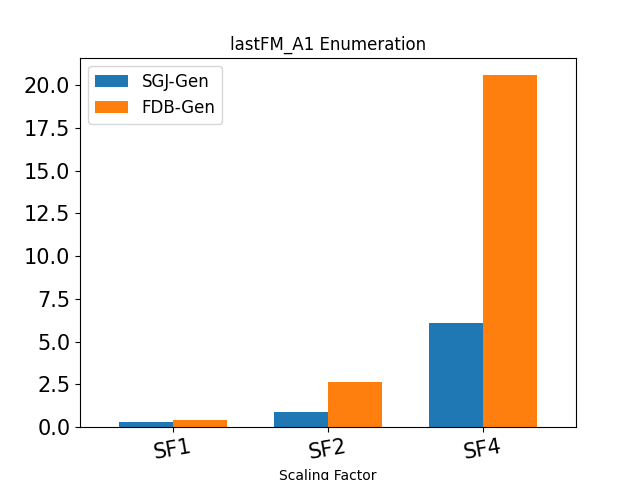 lastFM_A1 Enumeration
SGJ-Gen
FDB-Gen
20.0
17.5
15.0
12.5
10.0
7.5
5.0
2.5
0.0
SF1 SF2 SF4
Scaling Factor